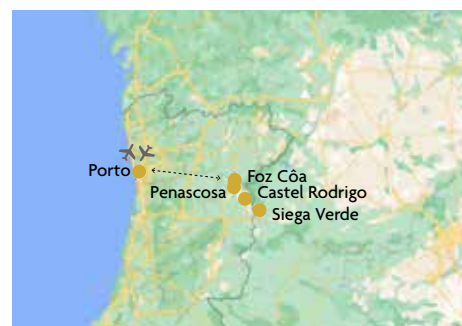 Porto
Foz Côa
Penascosa
Castel Rodrigo
Siega Verde